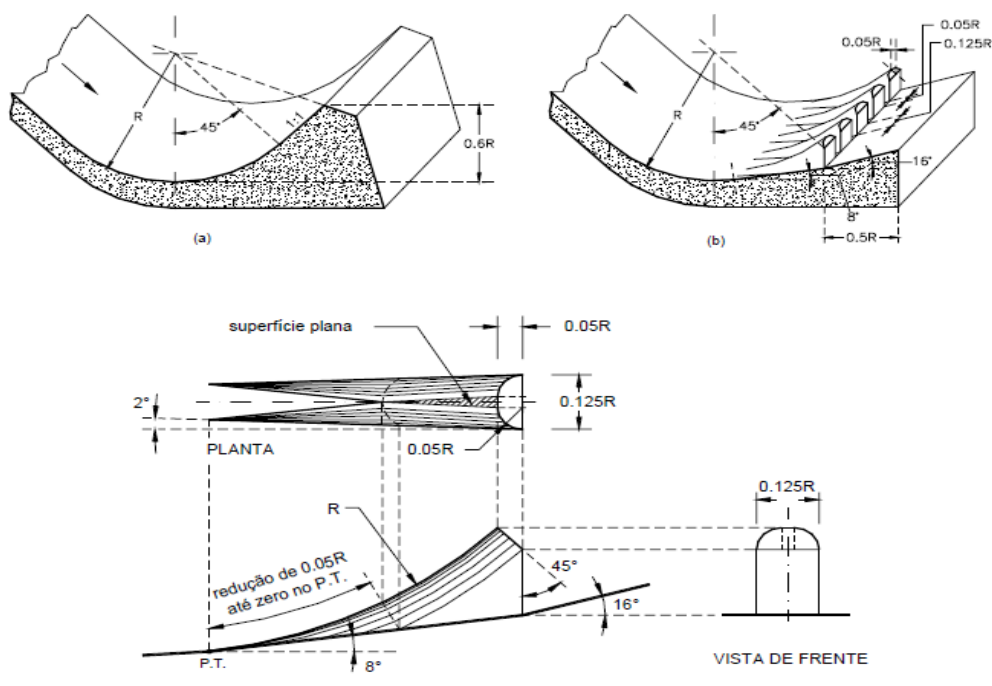 R
45°
1:1
0.6R
(a)
R
45°
0.05R
0.05R
0.125R
16°
8°
0.5R
(b)
superfície plana
0.05R
2°
0.125R
PLANTA
0.05R
R
redução de 0.05R
até zero no P.T.
45°
16°
8°
P.T.
0.125R
VISTA DE FRENTE